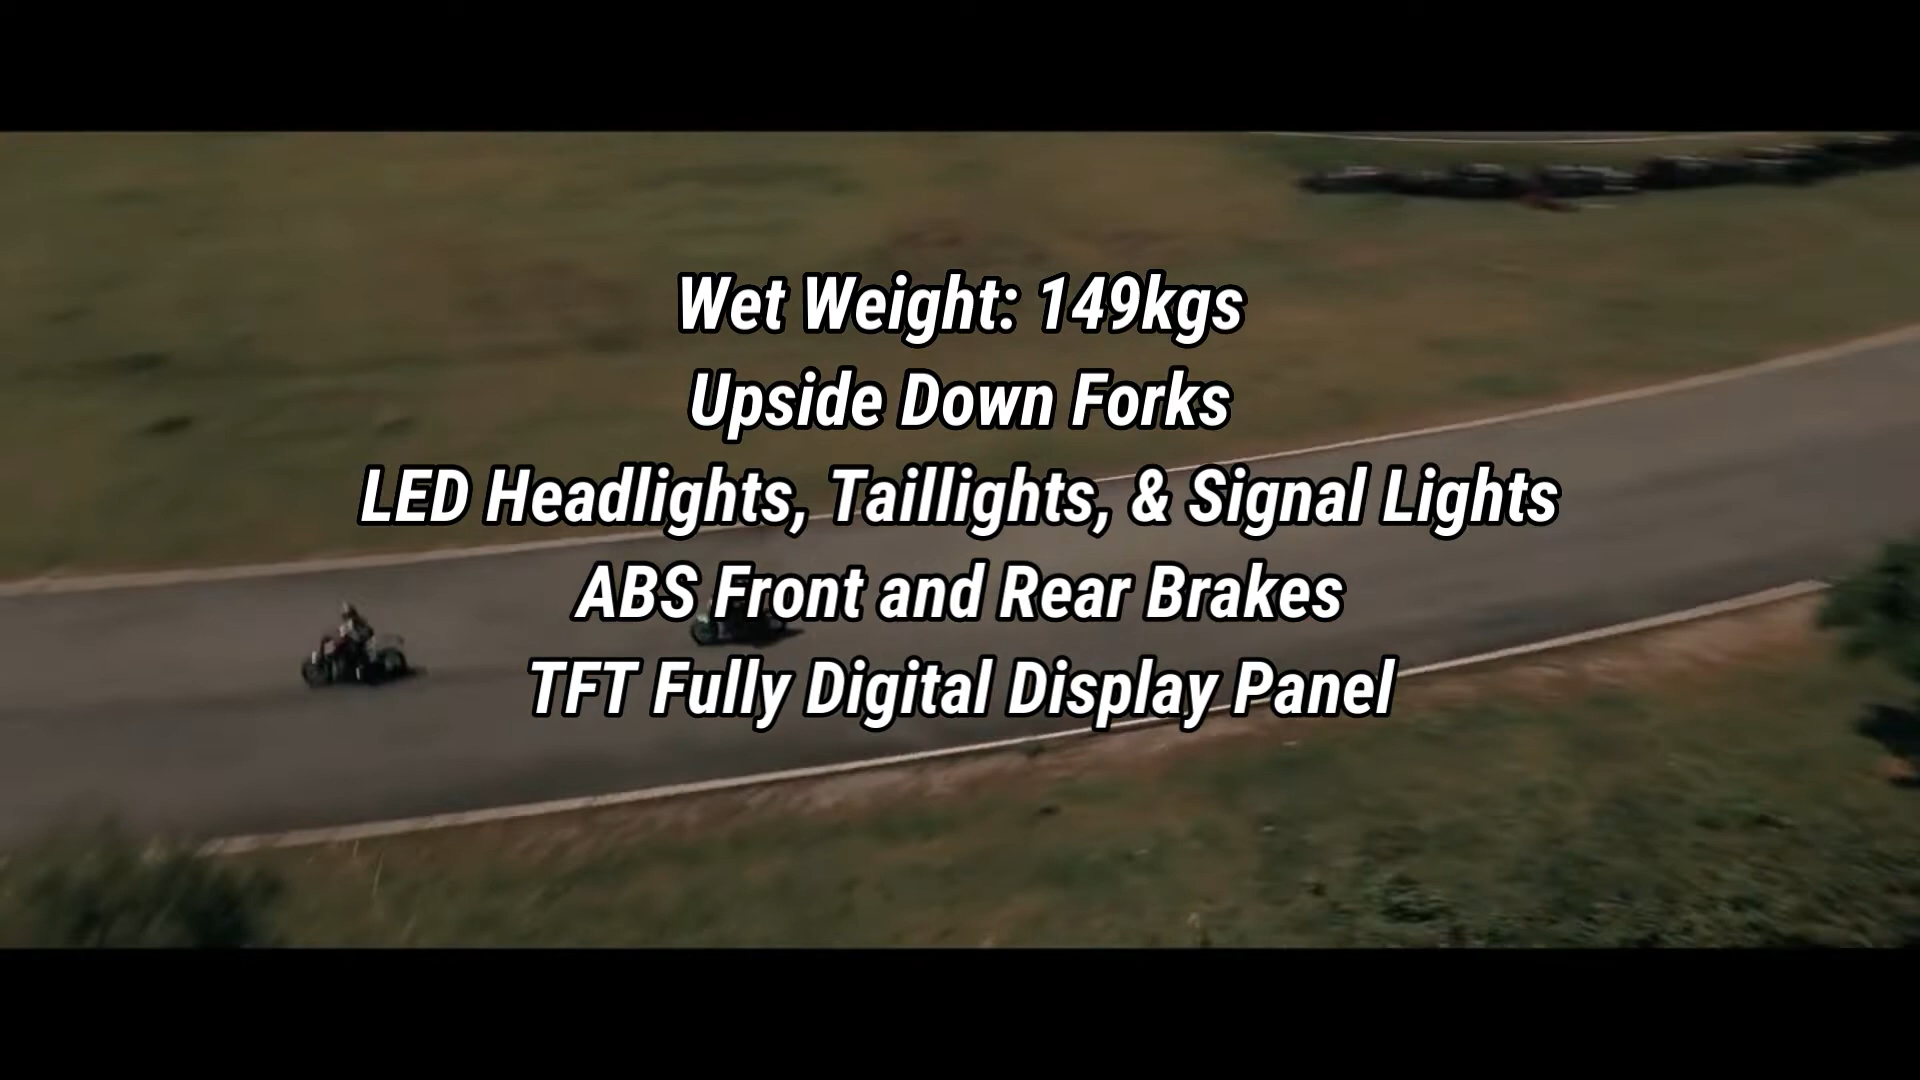 Wet Weight: 149kgs
Upside Down Forks
LED Headlights, Taillights, & Signal Lights
ABS Front and Rear Brakes
TFT Fully Digital Display Panel